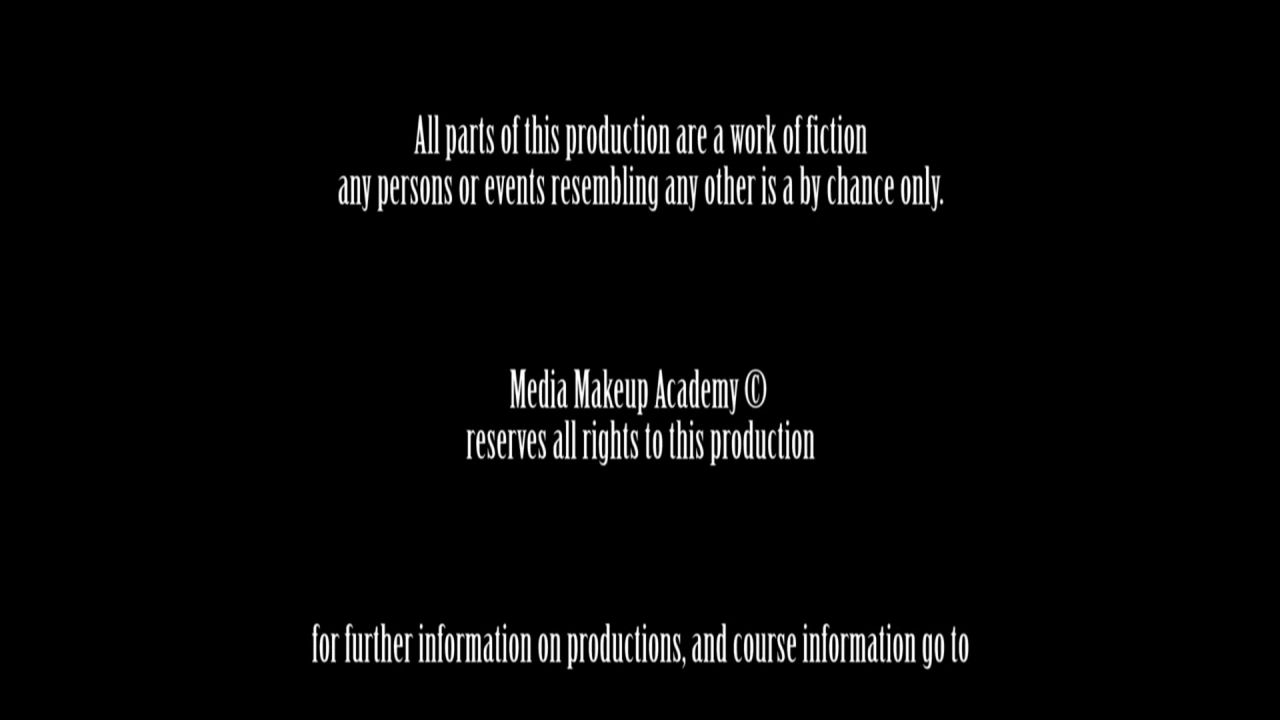 All parts of this production are a work of fiction
any persons or events resembling any other is a by chance only.
Media Makeup Academy ©
reserves all rights to this production
for further information on productions, and course information go to